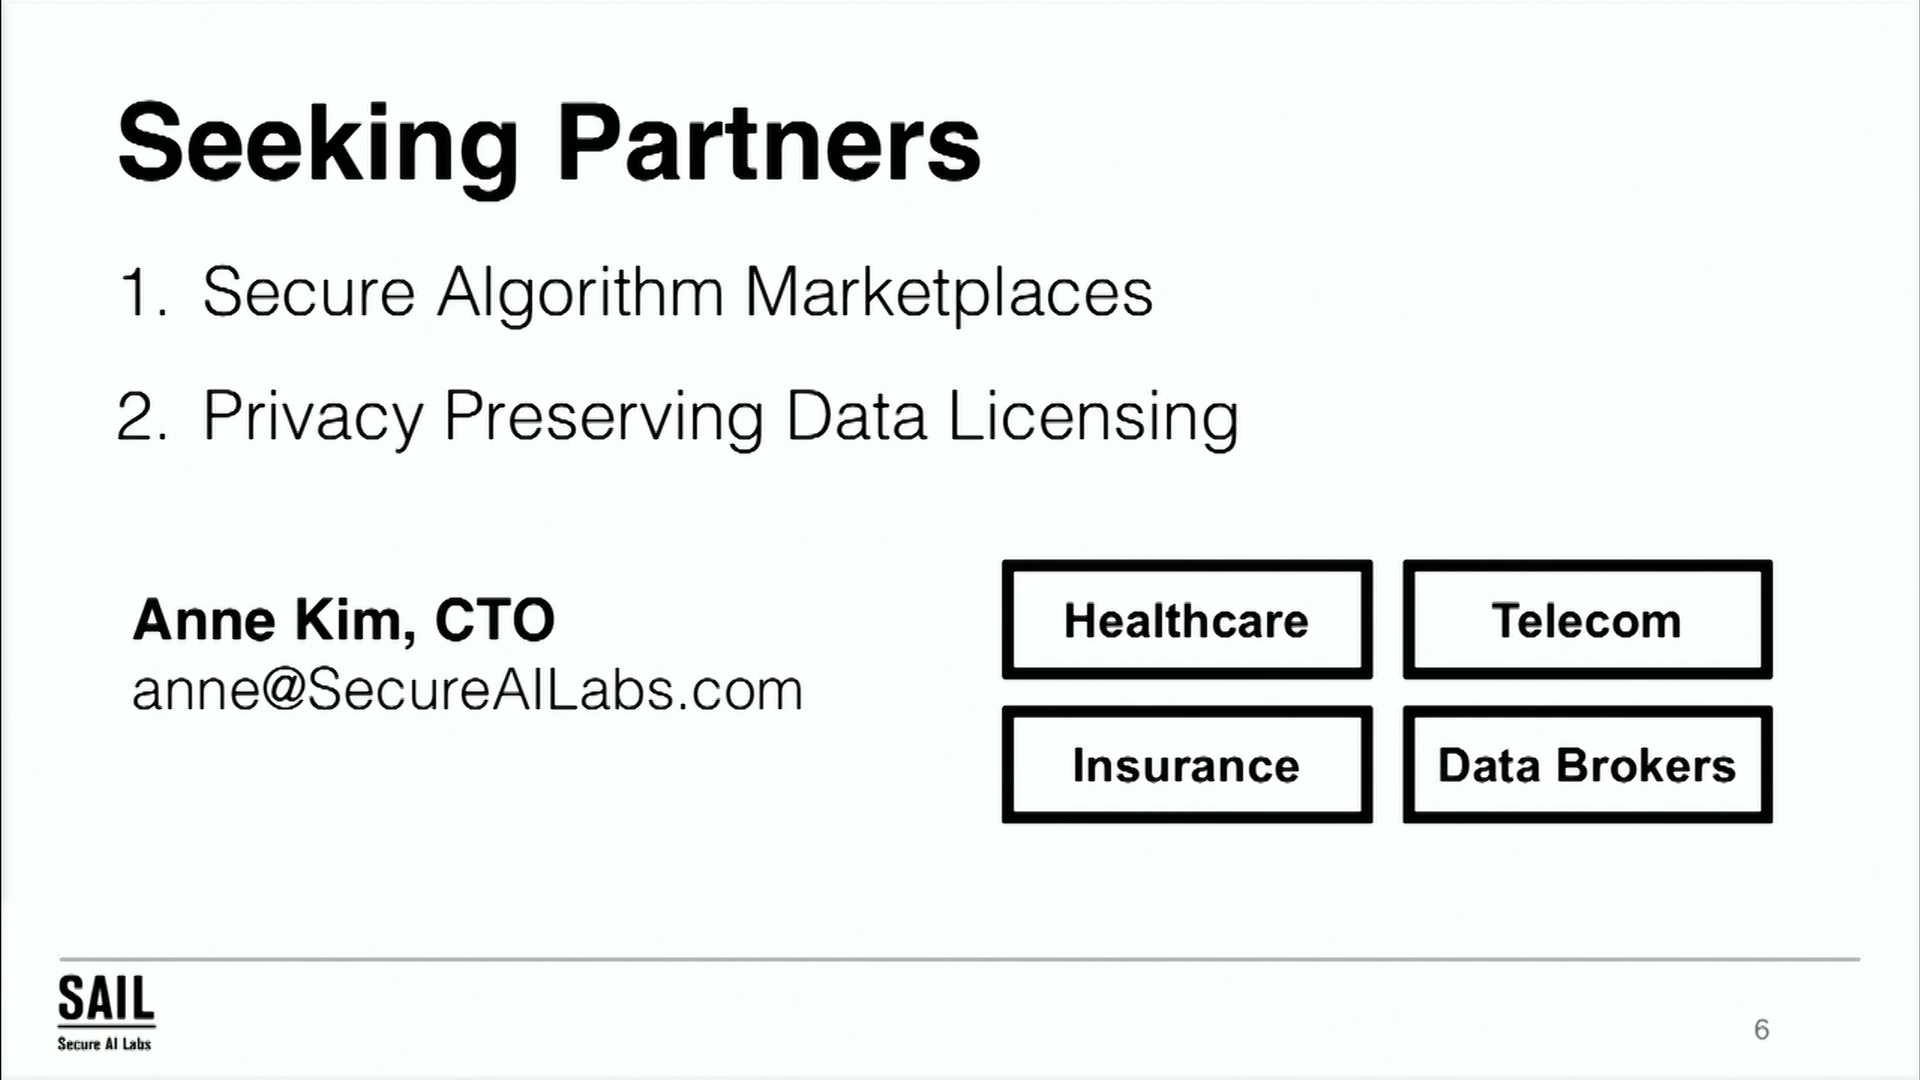 Seeking Partners
1. Secure Algorithm Marketplaces
2. Privacy Preserving Data Licensing
Anne Kim, CTO
anne@SecureAILabs.com
Healthcare
Telecom
Insurance
Data Brokers
SAIL
Secure AI Labs
6